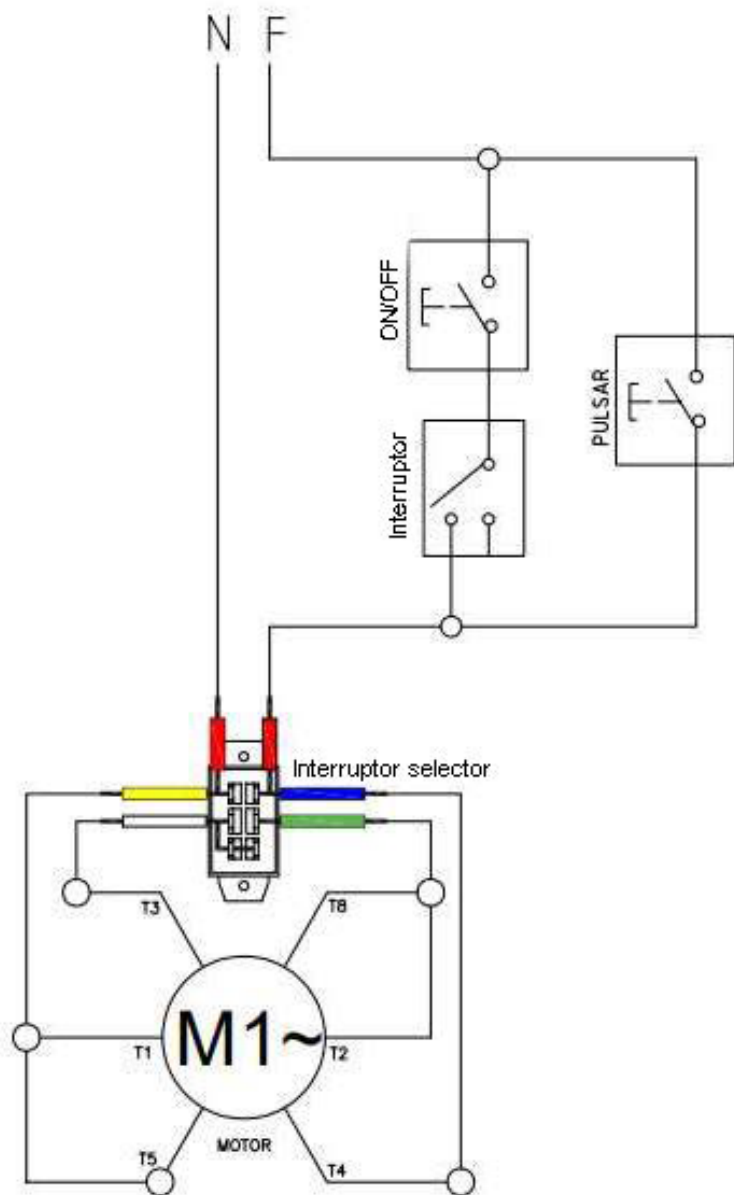 N F
ON/OFF
PULSAR
Interruptor
Interruptor selector
T3
T8
T1
M1~
T2
T5
MOTOR
T4